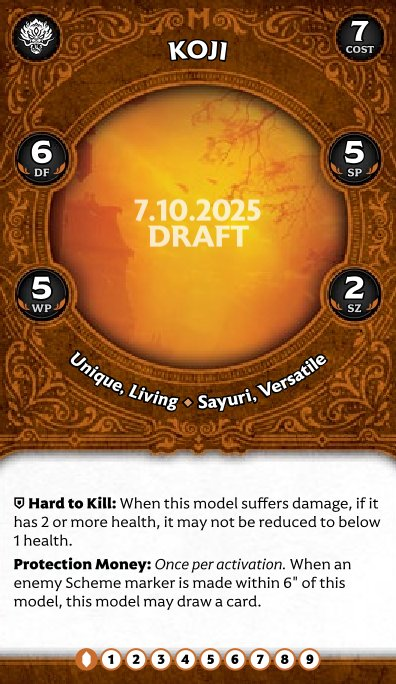 M
KOJI
7
COST
6
DF
5
SP
7.10.2025
DRAFT
5
WP
2
SZ
Unique, Living ◆ Sayuri, Versatile
Hard to Kill: When this model suffers damage, if it
has 2 or more health, it may not be reduced to below
1 health.
Protection Money: Once per activation. When an
enemy Scheme marker is made within 6" of this
model, this model may draw a card.
1 2 3 4 5 6 7 8 9